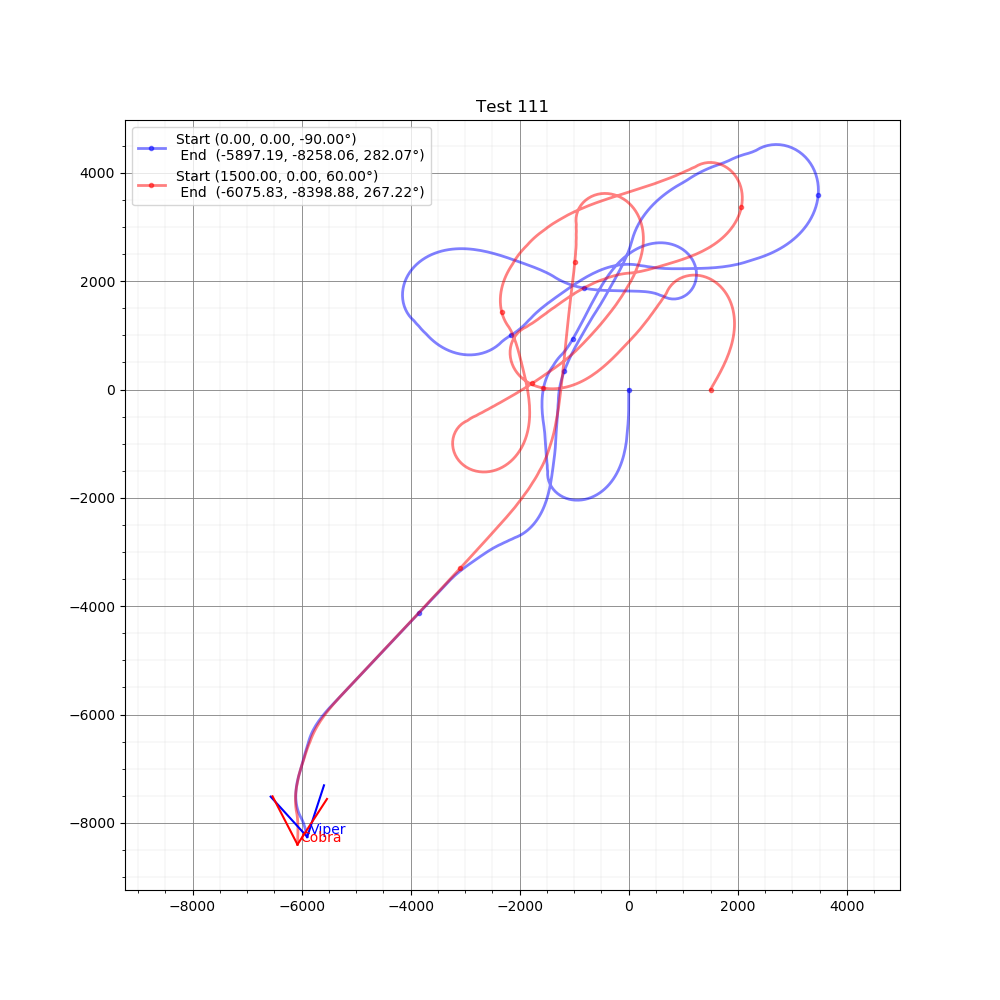 Test 111
Start (0.00, 0.00, -90.00°)
End (-5897.19, -8258.06, 282.07°)
Start (1500.00, 0.00, 60.00°)
End (-6075.83, -8398.88, 267.22°)
4000
2000
0
−2000
−4000
−6000
−8000
Viper
Cobra
−8000 −6000 −4000 −2000 0 2000 4000